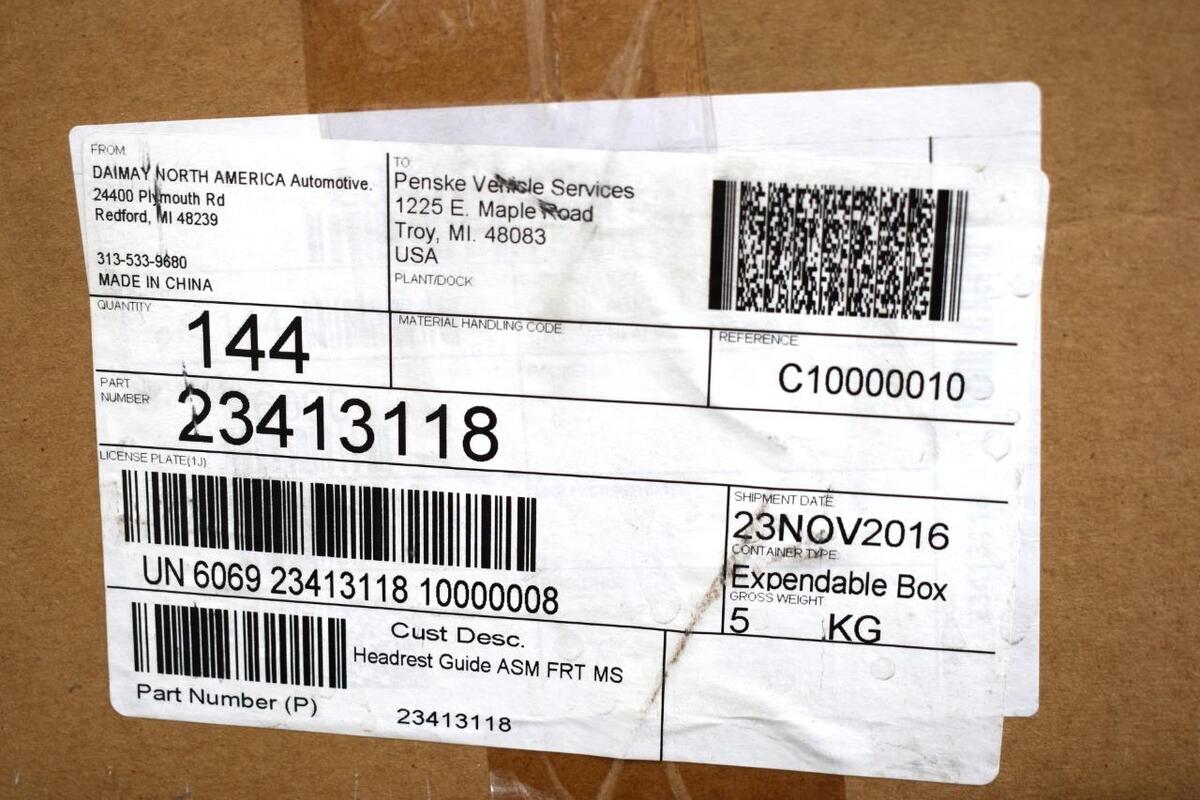 FROM
DAIMAY NORTH AMERICA Automotive.
24400 Plymouth Rd
Redford, MI 48239
313-533-9680
MADE IN CHINA
TO
Penske Vehicle Services
1225 E. Maple Road
Troy, MI. 48083
USA
PLANT/DOCK
QUANTITY
144
MATERIAL HANDLING CODE
REFERENCE
C10000010
PART
NUMBER
23413118
LICENSE PLATE(1J)
UN 6069 23413118 10000008
SHIPMENT DATE
23NOV2016
CONTAINER TYPE
Expendable Box
GROSS WEIGHT
5 KG
Cust Desc.
Headrest Guide ASM FRT MS
Part Number (P)
23413118